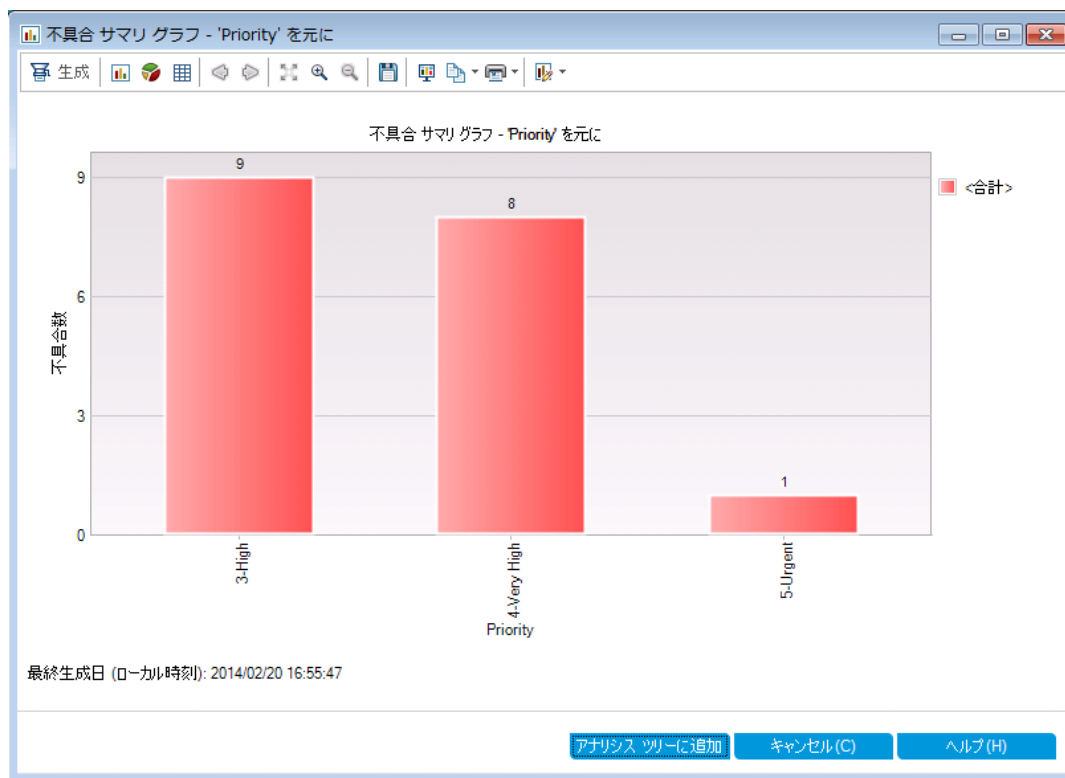 不具合 サマリ グラフ - 'Priority' を元に
生成
不具合 サマリ グラフ - 'Priority' を元に
9
8
1
<合計>
9
6
3
0
不具合数
3-High
4-Very High
5-Urgent
Priority
最終生成日 (ローカル時刻): 2014/02/20 16:55:47
アナリシス ツリーに追加
キャンセル(C)
ヘルプ(H)